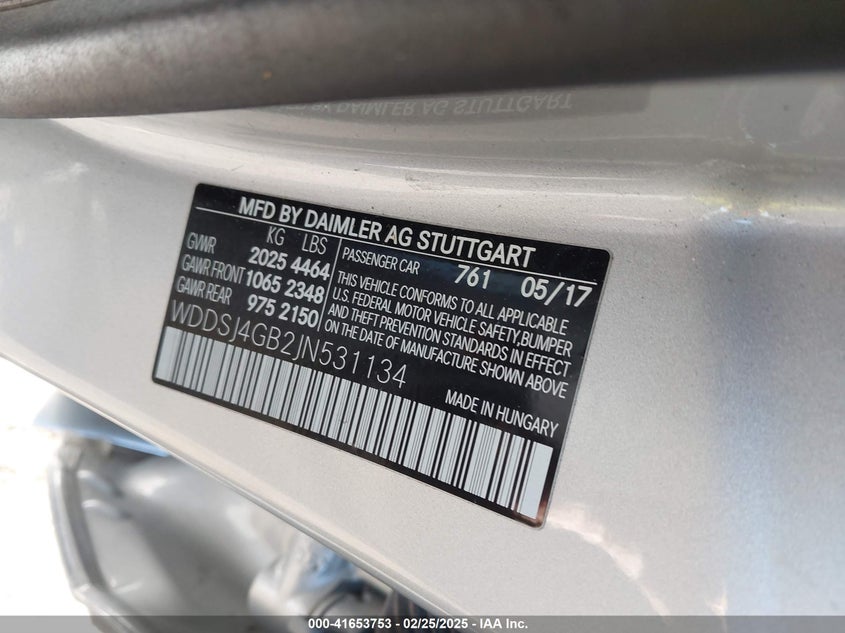 MFD BY DAIMLER AG STUTTGART
KG LBS
GVWR 2025 4464
GAWR FRONT 1065 2348
GAWR REAR 975 2150
PASSENGER CAR 761 05/17
THIS VEHICLE CONFORMS TO ALL APPLICABLE
U.S. FEDERAL MOTOR VEHICLE SAFETY,BUMPER
AND THEFT PREVENTION STANDARDS IN EFFECT
ON THE DATE OF MANUFACTURE SHOWN ABOVE
WDDSJ4GB2JN531134
MADE IN HUNGARY
000-41653753 - 02/25/2025 - IAA Inc.